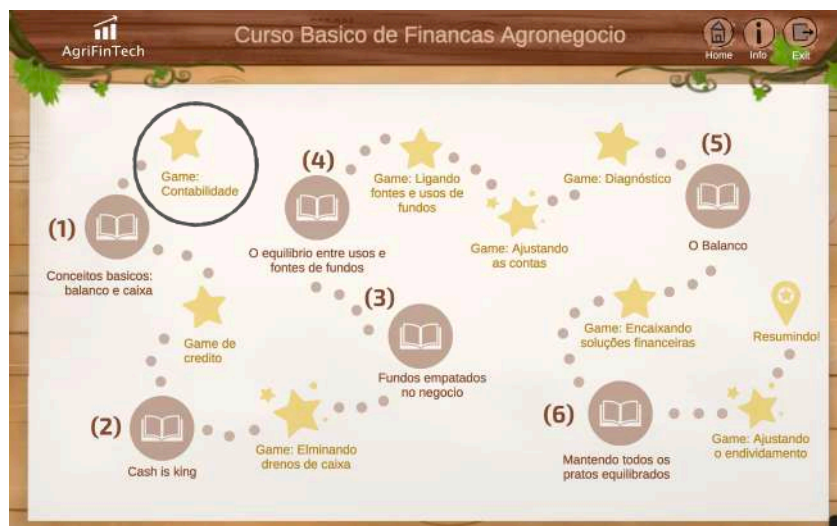 AgriFinTech
Curso Basico de Financas Agronegocio
Home
Info
Exit
Game:
Contabilidade
(1)
Conceitos basicos:
balanco e caixa
Game de
credito
(2)
Cash is king
Game: Elminando
drenos de caixa
(3)
Fundos empatados
no negocio
(4)
O equilibrio entre usos e
fontes de fundos
Game: Ligando
fontes e usos de
fundos
Game: Ajustando
as contas
Game: Diagnóstico
(5)
O Balanco
Game: Encaixando
soluções financeiras
(6)
Mantendo todos os
pratos equilibrados
Game: Ajustando
o endividamento
Resumindo!